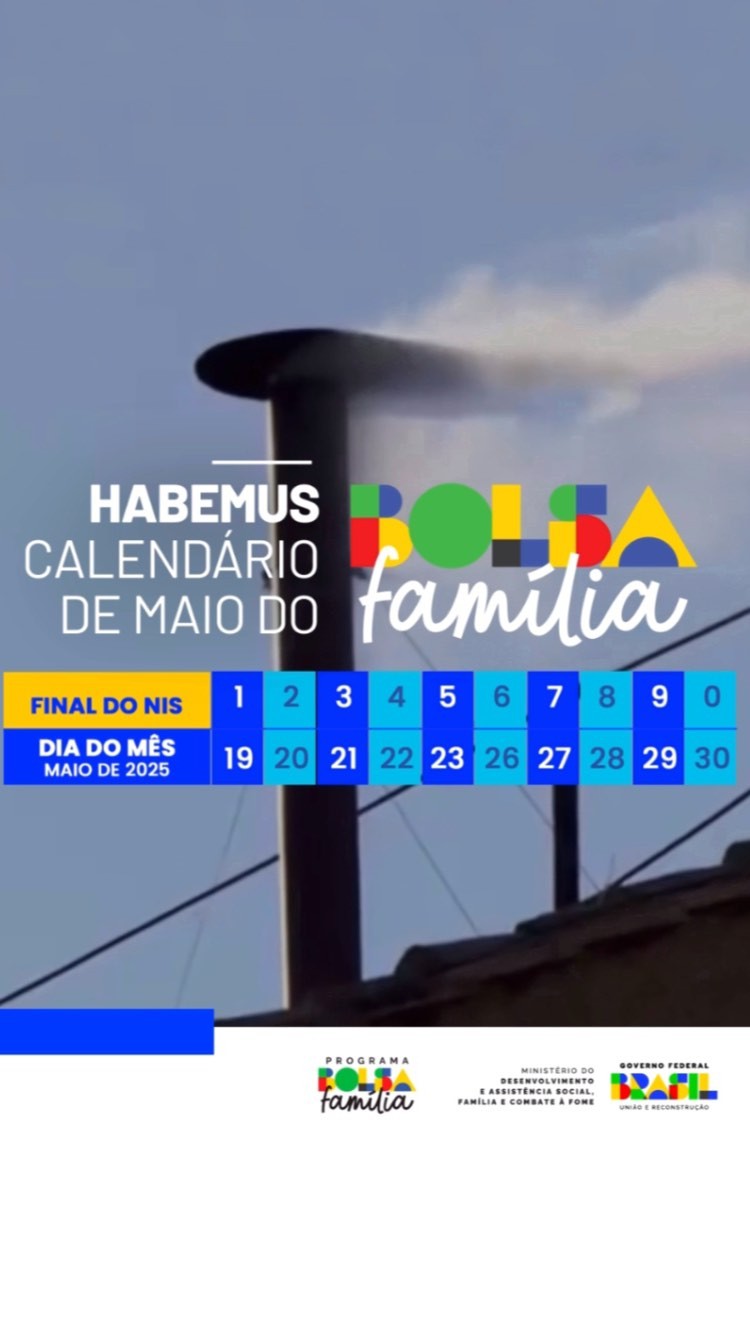 HABEMUS
CALENDÁRIO
DE MAIO DO
BOLSA
família
FINAL DO NIS 1 2 3 4 5 6 7 8 9 0
DIA DO MÊS
MAIO DE 2025
19 20 21 22 23 26 27 28 29 30
PROGRAMA
BOLSA
família
MINISTÉRIO DO
DESENVOLVIMENTO
E ASSISTÊNCIA SOCIAL,
FAMÍLIA E COMBATE À FOME
GOVERNO FEDERAL
BRASIL
UNIÃO E RECONSTRUÇÃO